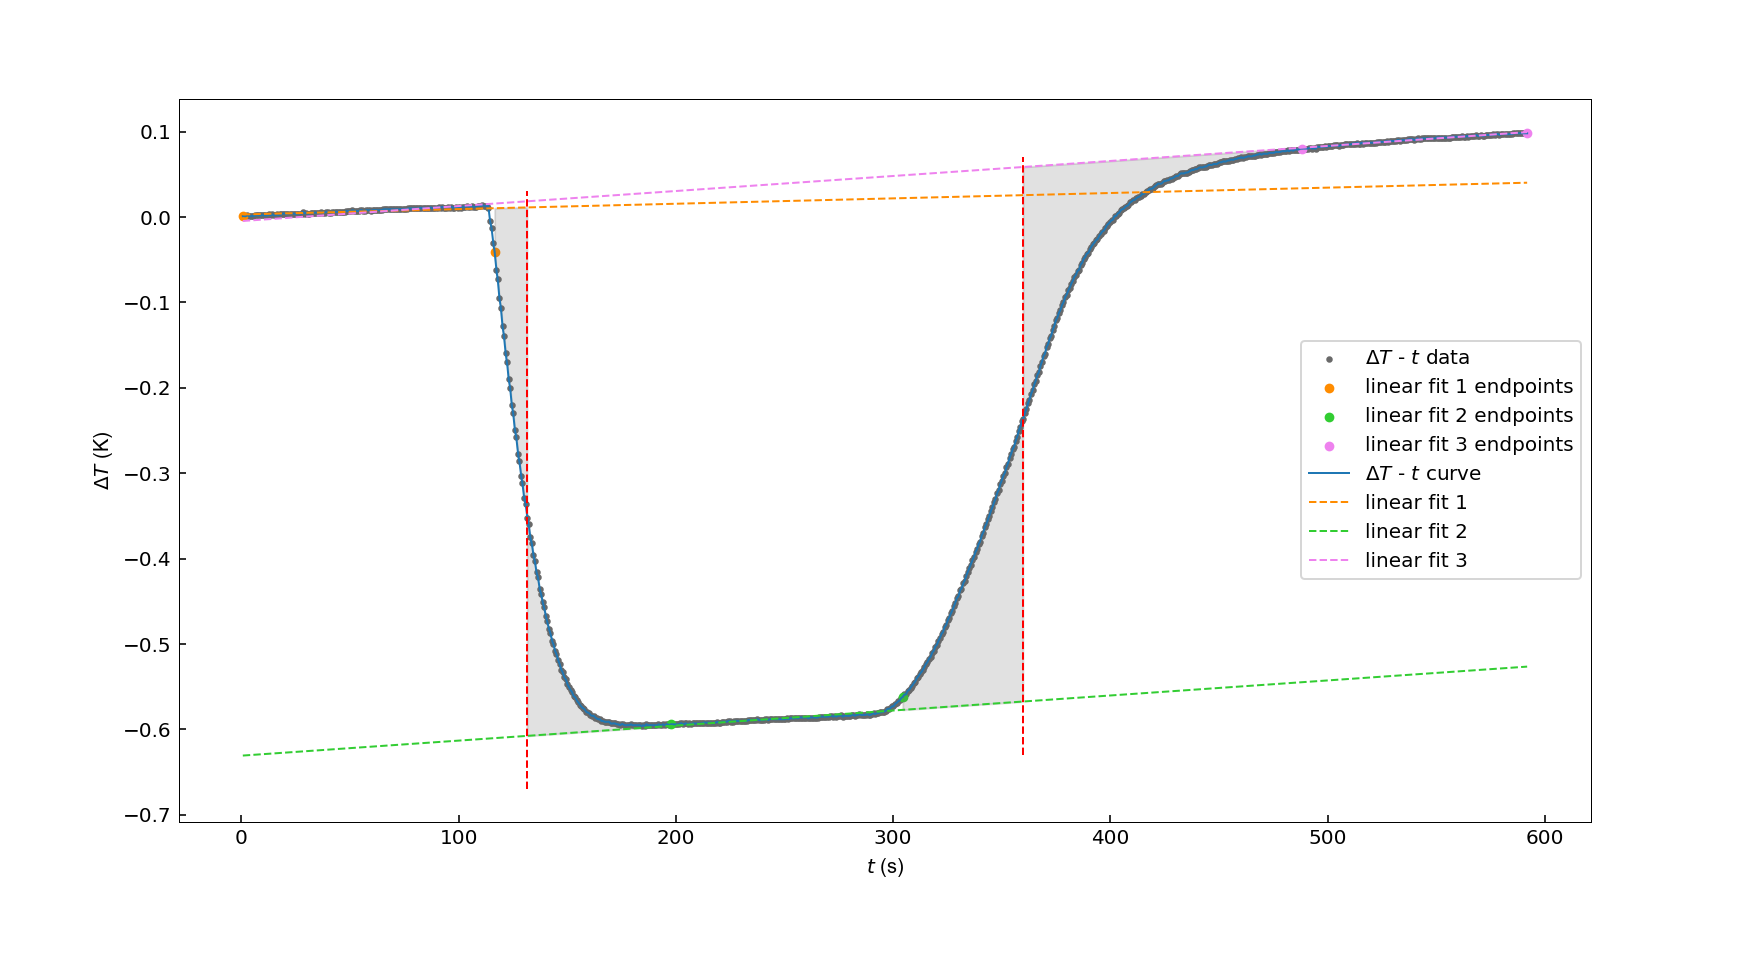 0.1
0.0
−0.1
−0.2
−0.3
−0.4
−0.5
−0.6
−0.7
ΔT (K)
ΔT - t data
linear fit 1 endpoints
linear fit 2 endpoints
linear fit 3 endpoints
ΔT - t curve
linear fit 1
linear fit 2
linear fit 3
0 100 200 300 400 500 600
t (s)